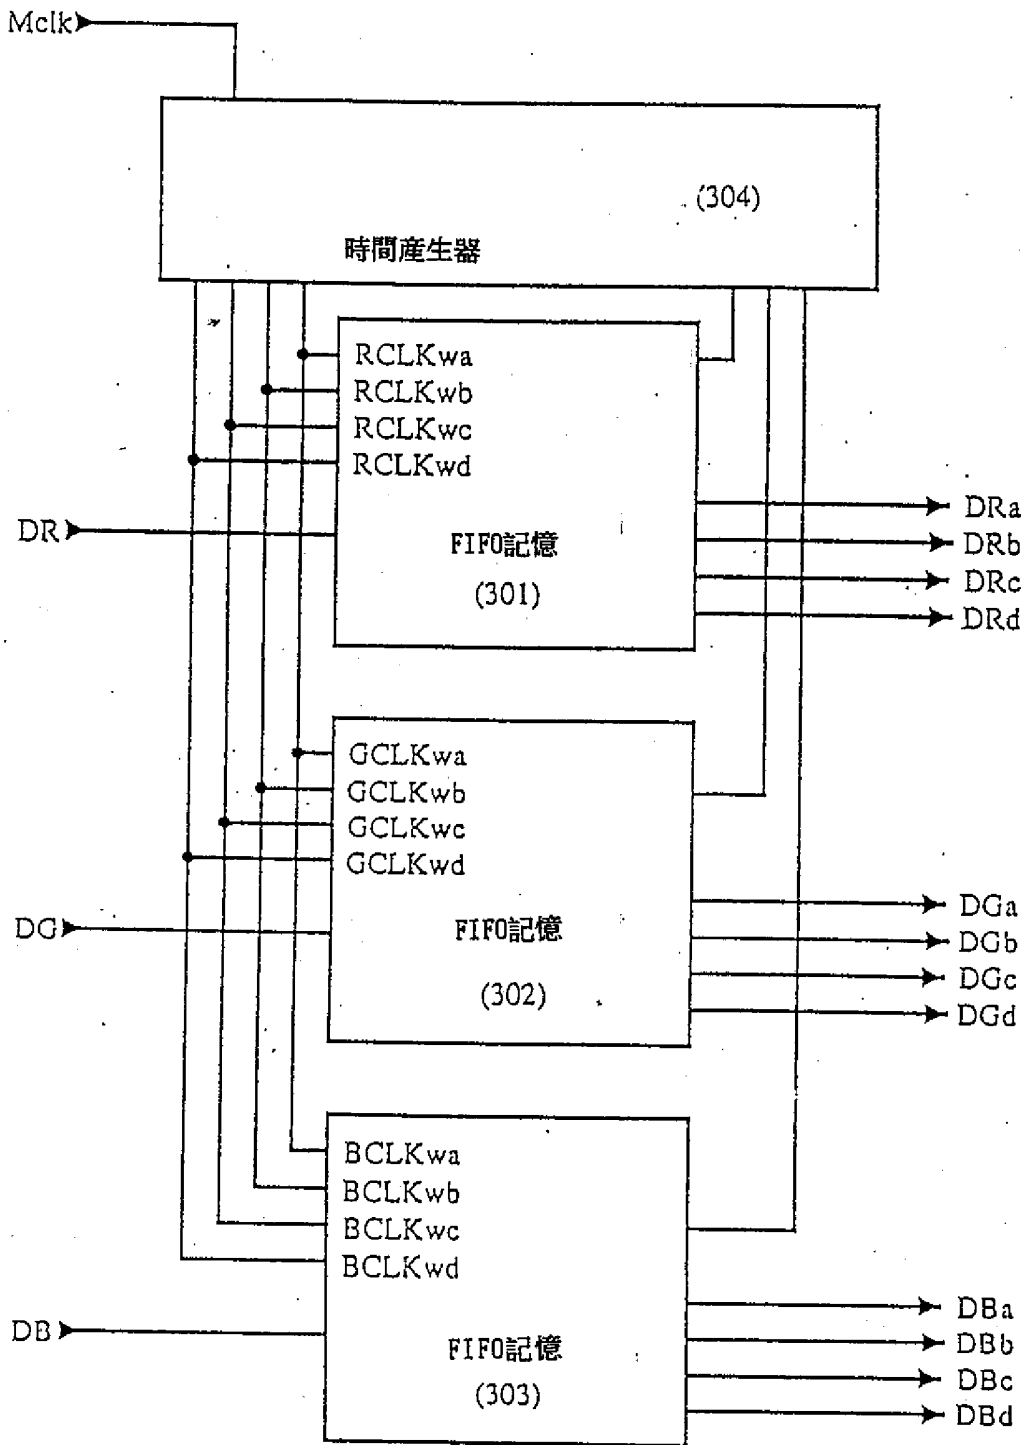 Mclk
(304)
時間産生器
RCLKwa
RCLKwb
RCLKwc
RCLKwd
DR
FIFO記憶
(301)
DRa
DRb
DRc
DRd
GCLKwa
GCLKwb
GCLKwc
GCLKwd
DG
FIFO記憶
(302)
DGa
DGb
DGc
DGd
BCLKwa
BCLKwb
BCLKwc
BCLKwd
DB
FIFO記憶
(303)
DBa
DBb
DBc
DBd